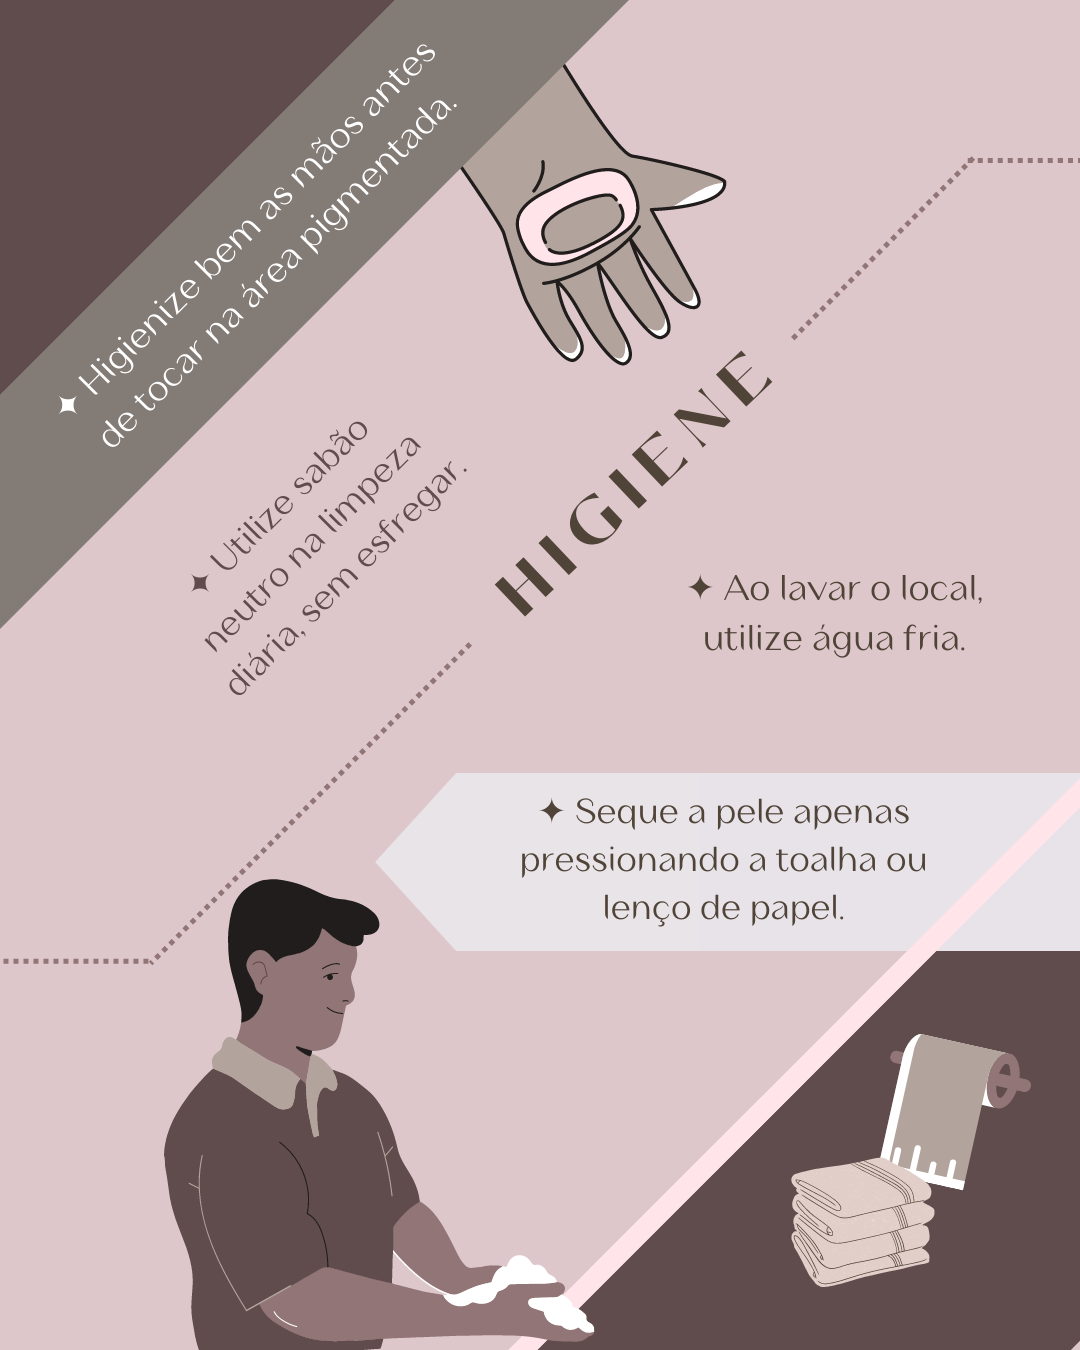 ✦ Higienize bem as mãos antes
de tocar na área pigmentada.
✦ Utilize sabão
neutro na limpeza
diária, sem esfregar.
HIGIENE
✦ Ao lavar o local,
utilize água fria.
✦ Seque a pele apenas
pressionando a toalha ou
lenço de papel.